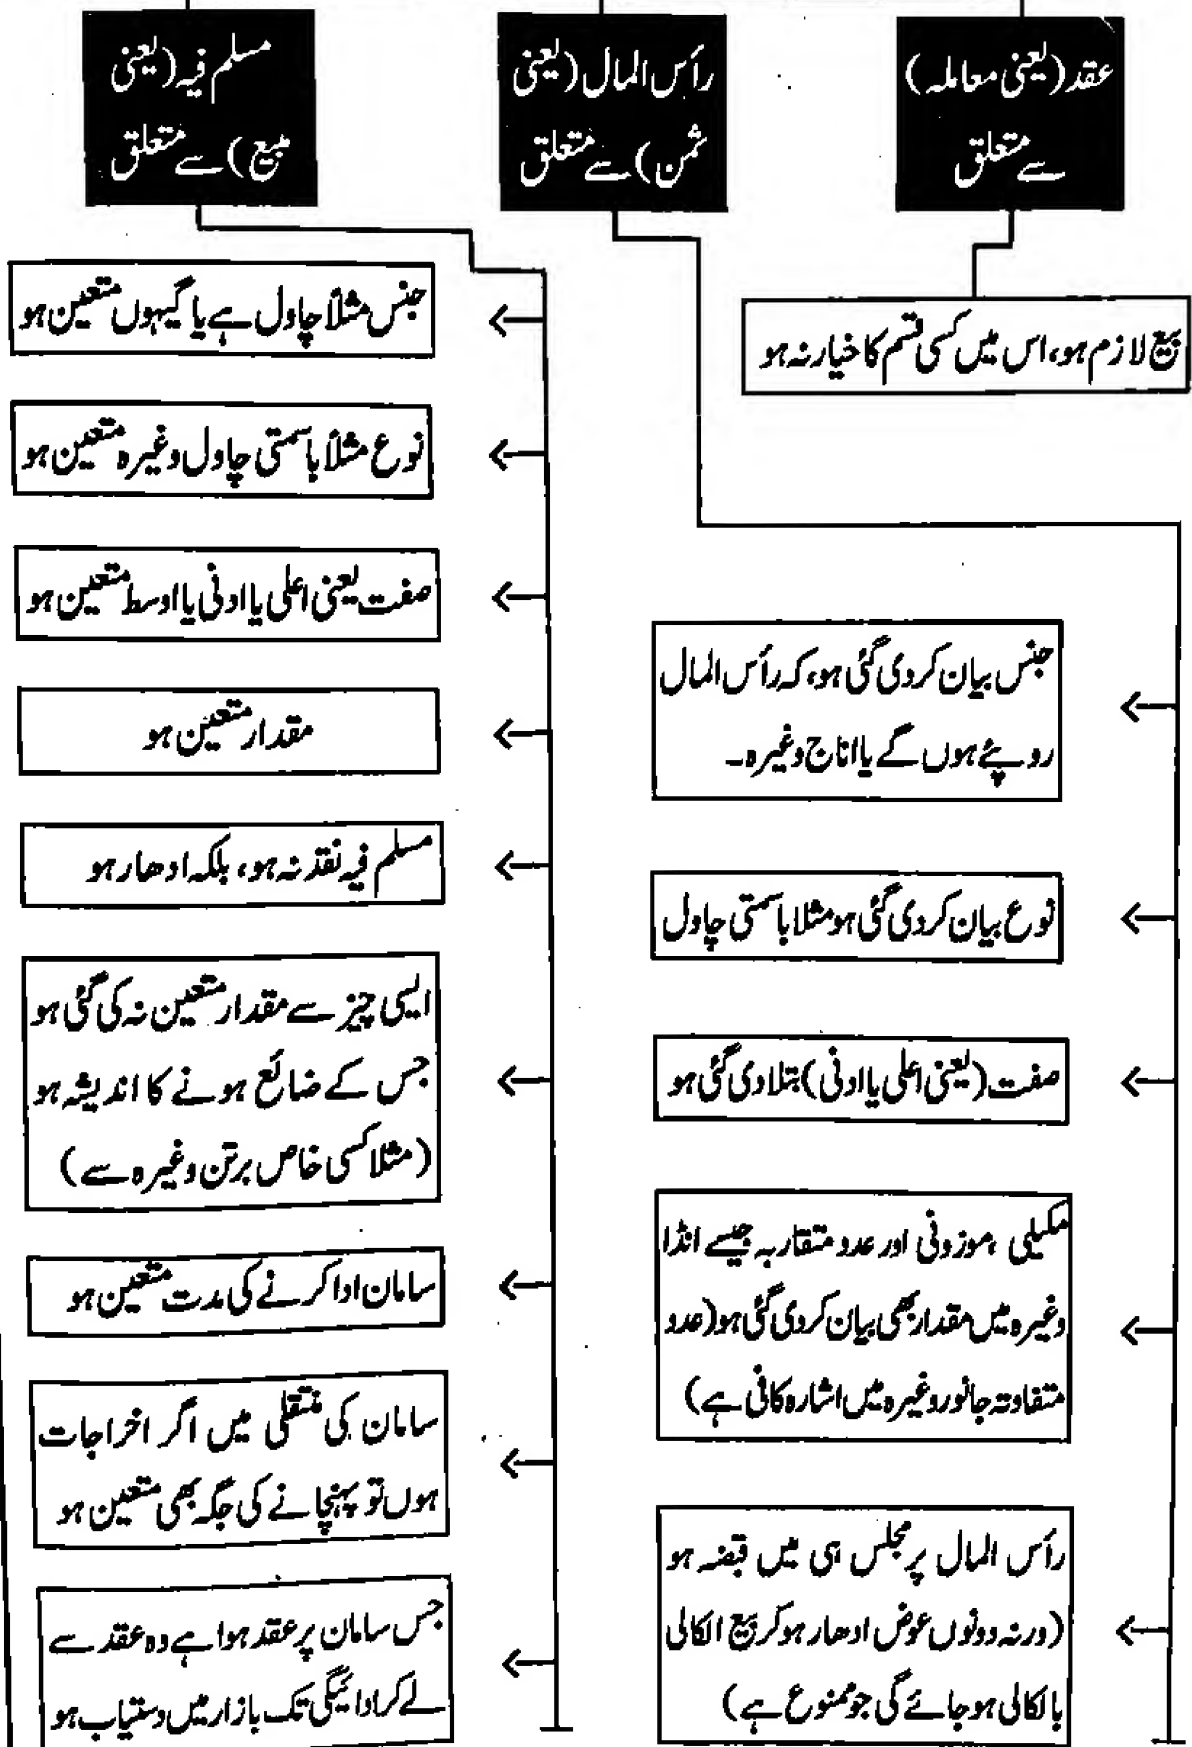 عقد (یعنی معاملہ)
سے متعلق
رأس المال (یعنی
ثمن) سے متعلق
مسلم فیہ (یعنی
مبیع) سے متعلق
بیع لازم ہو، اس میں کسی قسم کا خیار نہ ہو
جنس بیان کردی گئی ہو، کہ رأس المال
روپئے ہوں گے یا اناج وغیرہ۔
نوع بیان کردی گئی ہو مثلا باسمتی چاول
صفت (یعنی اعلی یا ادنی) بتلا دی گئی ہو
مکیلی، موزونی اور عدد متقاربہ جیسے انڈا
وغیرہ میں مقدار بھی بیان کردی گئی ہو (عدد
متفاوتہ جانور وغیرہ میں اشارہ کافی ہے)
رأس المال پر مجلس ہی میں قبضہ ہو
(ورنہ دونوں عوض ادھار ہو کر بیع الکالی
بالکالی ہو جائے گی جو ممنوع ہے)
جنس مثلاً چاول ہے یا گیہوں متعین ہو
نوع مثلاً باسمتی چاول وغیرہ متعین ہو
صفت یعنی اعلی یا ادنی یا اوسط متعین ہو
مقدار متعین ہو
مسلم فیہ نقد نہ ہو، بلکہ ادھار ہو
ایسی چیز سے مقدار متعین نہ کی گئی ہو
جس کے ضائع ہونے کا اندیشہ ہو
(مثلا کسی خاص برتن وغیرہ سے)
سامان ادا کرنے کی مدت متعین ہو
سامان کی منتقلی میں اگر اخراجات
ہوں تو پہنچانے کی جگہ بھی متعین ہو
جس سامان پر عقد ہوا ہے وہ عقد سے
لے کر ادائیگی تک بازار میں دستیاب ہو